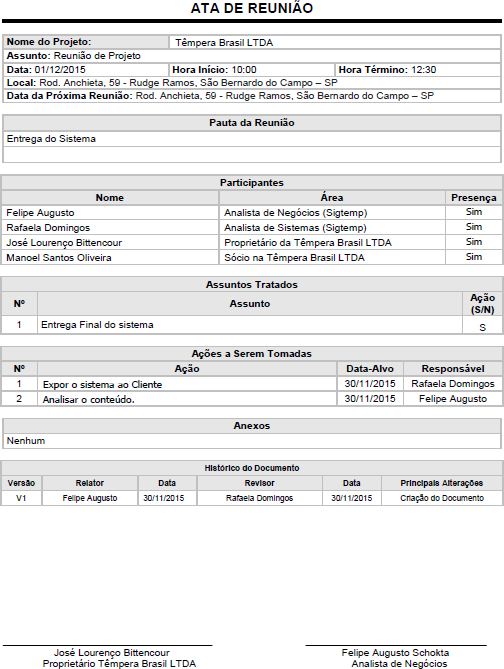 ATA DE REUNIÃO
Nome do Projeto: Têmpera Brasil LTDA
Assunto: Reunião de Projeto
Data: 01/12/2015 Hora Início: 10:00 Hora Término: 12:30
Local: Rod. Anchieta, 59 - Rudge Ramos, São Bernardo do Campo – SP
Data da Próxima Reunião: Rod. Anchieta, 59 - Rudge Ramos, São Bernardo do Campo – SP
Pauta da Reunião
Entrega do Sistema
Participantes
Nome Área Presença
Felipe Augusto Analista de Negócios (Sigtemp) Sim
Rafaela Domingos Analista de Sistemas (Sigtemp) Sim
José Lourenço Bittencour Proprietário da Têmpera Brasil LTDA Sim
Manoel Santos Oliveira Sócio na Têmpera Brasil LTDA Sim
Assuntos Tratados
Nº Assunto Ação (S/N)
1 Entrega Final do sistema S
Ações a Serem Tomadas
Nº Ação Data-Alvo Responsável
1 Expor o sistema ao Cliente 30/11/2015 Rafaela Domingos
2 Analisar o conteúdo. 30/11/2015 Felipe Augusto
Anexos
Nenhum
Histórico do Documento
Versão Relator Data Revisor Data Principais Alterações
V1 Felipe Augusto 30/11/2015 Rafaela Domingos 30/11/2015 Criação do Documento
José Lourenço Bittencour Felipe Augusto Schokta
Proprietário Têmpera Brasil LTDA Analista de Negócios